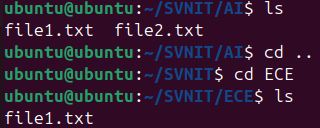 ubuntu@ubuntu:~/SVNIT/AI$ ls
file1.txt  file2.txt
ubuntu@ubuntu:~/SVNIT/AI$ cd ..
ubuntu@ubuntu:~/SVNIT$ cd ECE
ubuntu@ubuntu:~/SVNIT/ECE$ ls
file1.txt